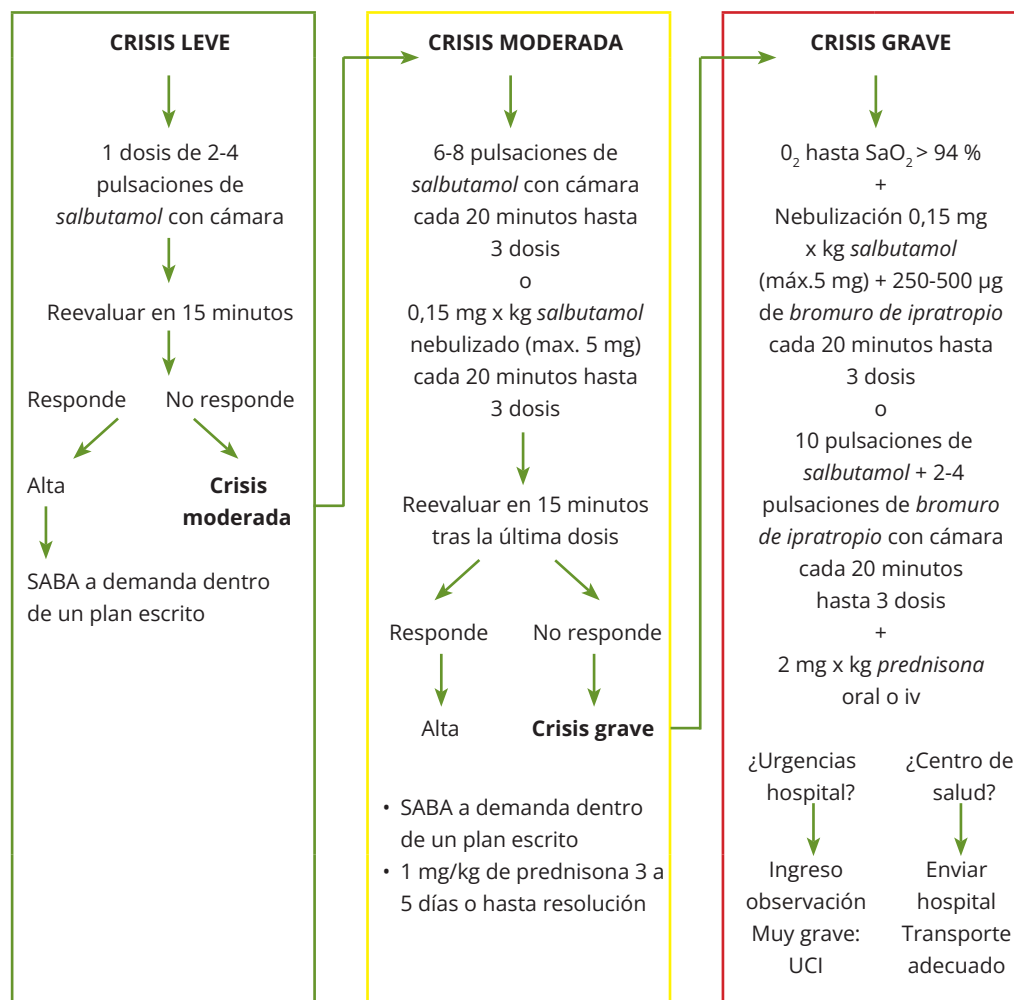 CRISIS LEVE
1 dosis de 2-4
pulsaciones de
salbutamol con cámara
Reevaluar en 15 minutos
Responde
No responde
Alta
Crisis
moderada
SABA a demanda dentro
de un plan escrito
CRISIS MODERADA
6-8 pulsaciones de
salbutamol con cámara
cada 20 minutos hasta
3 dosis
o
0,15 mg x kg salbutamol
nebulizado (max. 5 mg)
cada 20 minutos hasta
3 dosis
Reevaluar en 15 minutos
tras la última dosis
Responde
No responde
Alta
Crisis grave
• SABA a demanda dentro
de un plan escrito
• 1 mg/kg de prednisona 3 a
5 días o hasta resolución
CRISIS GRAVE
0₂ hasta SaO₂ > 94 %
+
Nebulización 0,15 mg
x kg salbutamol
(máx.5 mg) + 250-500 µg
de bromuro de ipratropio
cada 20 minutos hasta
3 dosis
o
10 pulsaciones de
salbutamol + 2-4
pulsaciones de bromuro
de ipratropio con cámara
cada 20 minutos
hasta 3 dosis
+
2 mg x kg prednisona
oral o iv
¿Urgencias
hospital?
Ingreso
observación
Muy grave:
UCI
¿Centro de
salud?
Enviar
hospital
Transporte
adecuado